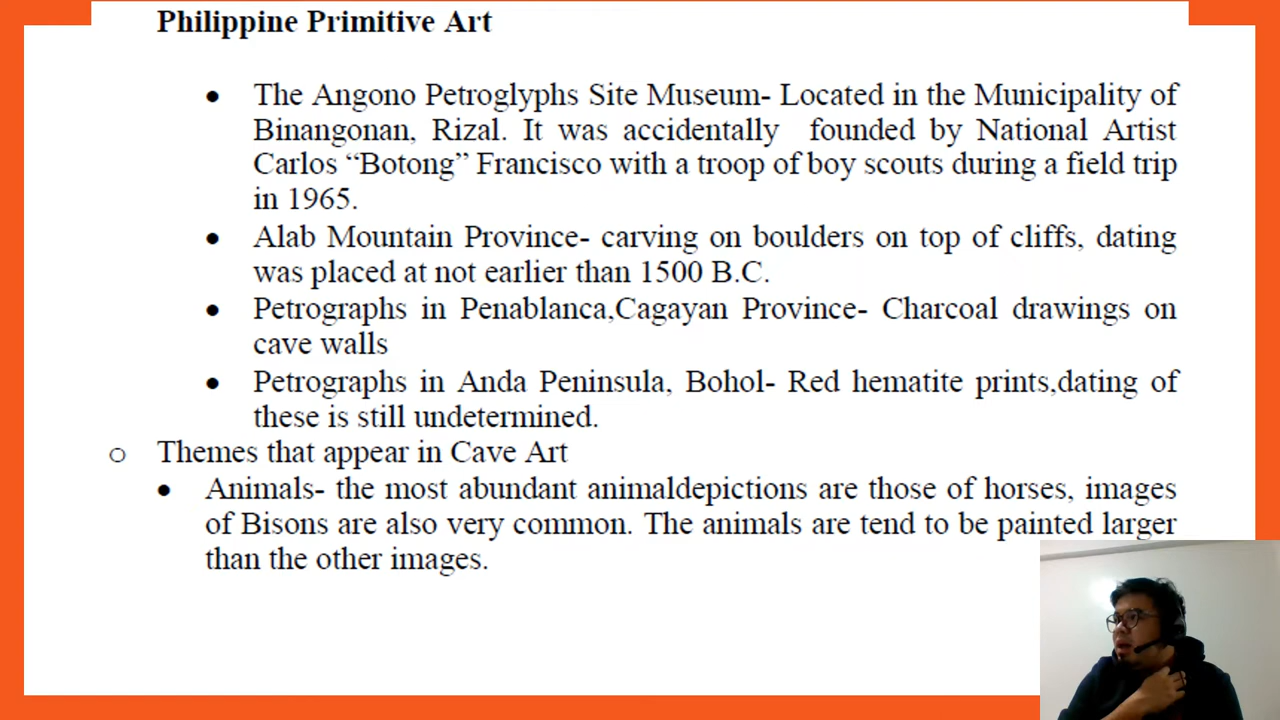 Philippine Primitive Art
• The Angono Petroglyphs Site Museum- Located in the Municipality of
Binangonan, Rizal. It was accidentally founded by National Artist
Carlos “Botong” Francisco with a troop of boy scouts during a field trip
in 1965.
• Alab Mountain Province- carving on boulders on top of cliffs, dating
was placed at not earlier than 1500 B.C.
• Petrographs in Penablanca,Cagayan Province- Charcoal drawings on
cave walls
• Petrographs in Anda Peninsula, Bohol- Red hematite prints,dating of
these is still undetermined.
o Themes that appear in Cave Art
• Animals- the most abundant animaldepictions are those of horses, images
of Bisons are also very common. The animals are tend to be painted larger
than the other images.